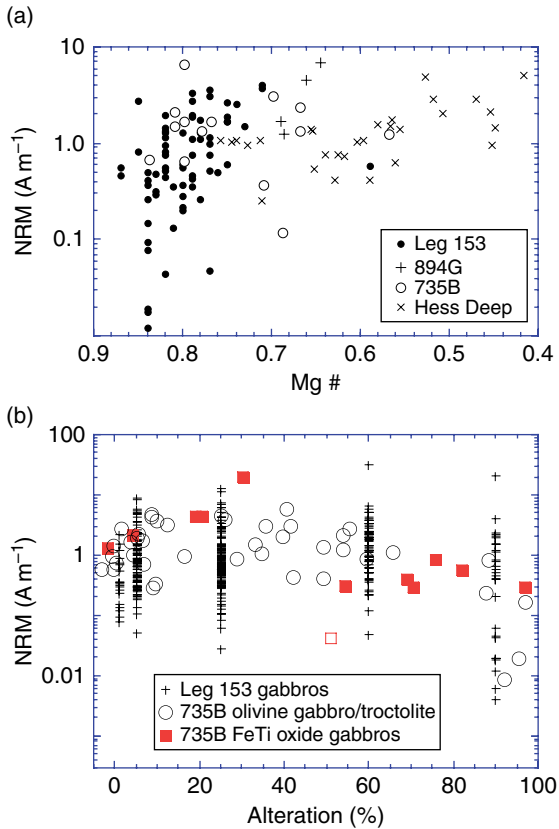 (a)
10
1.0
0.1
NRM (A m⁻¹)
Leg 153
894G
735B
Hess Deep
0.9 0.8 0.7 0.6 0.5 0.4
Mg #
(b)
100
1
0.01
NRM (A m⁻¹)
Leg 153 gabbros
735B olivine gabbro/troctolite
735B FeTi oxide gabbros
0 20 40 60 80 100
Alteration (%)